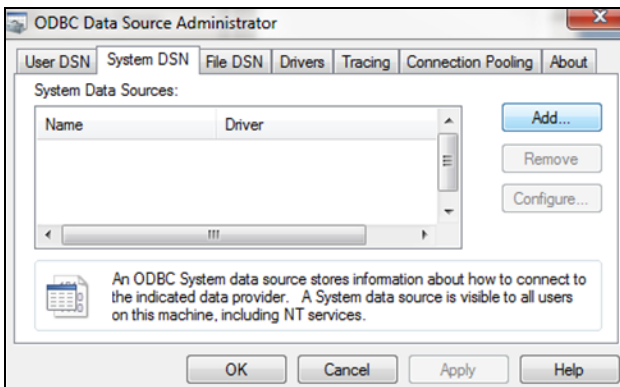 ODBC Data Source Administrator
User DSN System DSN File DSN Drivers Tracing Connection Pooling About
System Data Sources:
Name Driver
Add...
Remove
Configure...
An ODBC System data source stores information about how to connect to
the indicated data provider. A System data source is visible to all users
on this machine, including NT services.
OK Cancel Apply Help